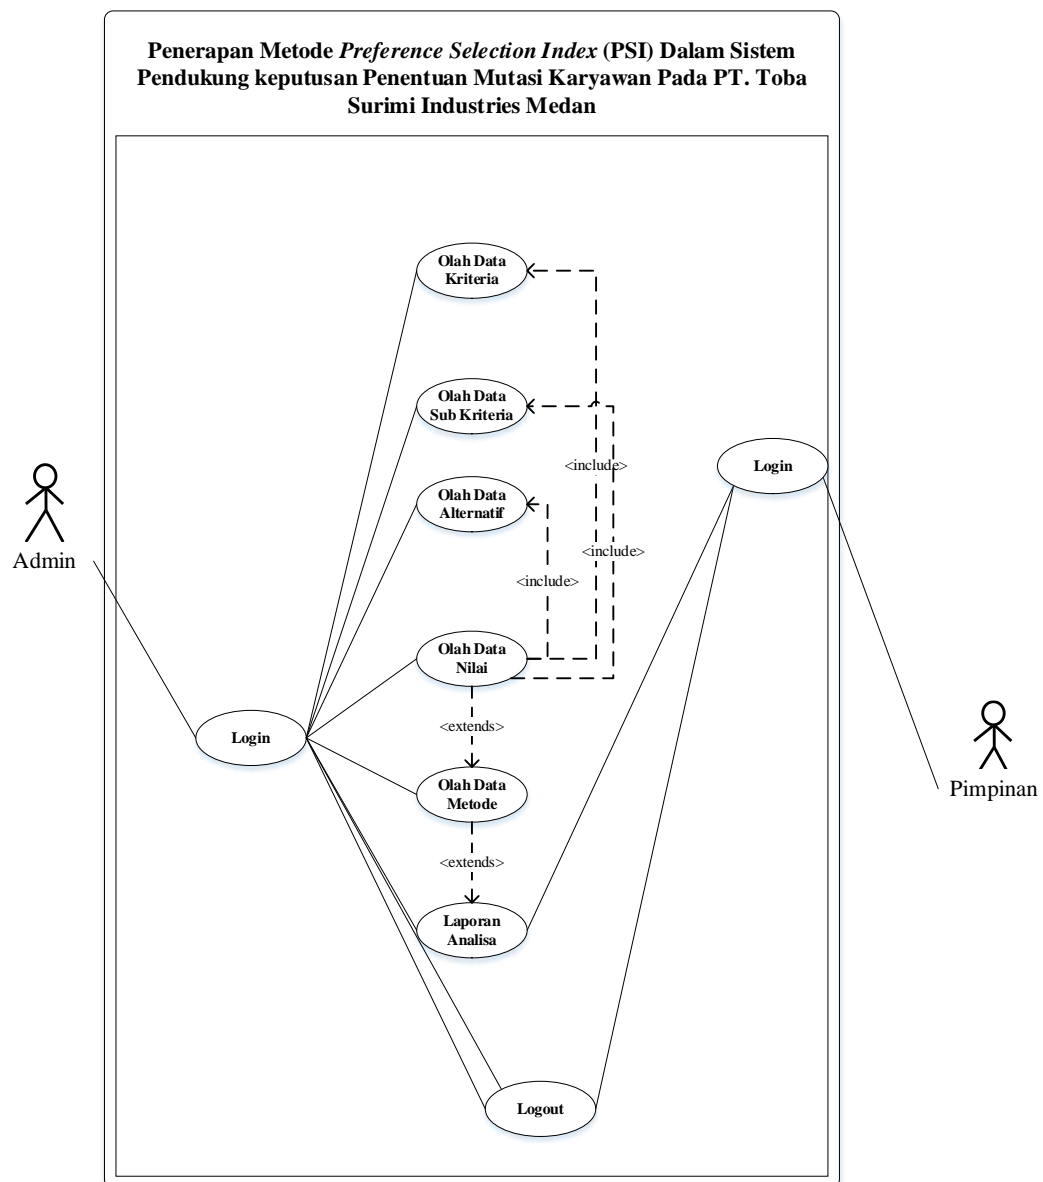 Penerapan Metode Preference Selection Index (PSI) Dalam Sistem
Pendukung keputusan Penentuan Mutasi Karyawan Pada PT. Toba
Surimi Industries Medan
Olah Data
Kriteria
Olah Data
Sub Kriteria
<include>
Login
Olah Data
Alternatif
<include>
Admin
<include>
Olah Data
Nilai
<extends>
Login
Olah Data
Metode
Pimpinan
<extends>
Laporan
Analisa
Logout